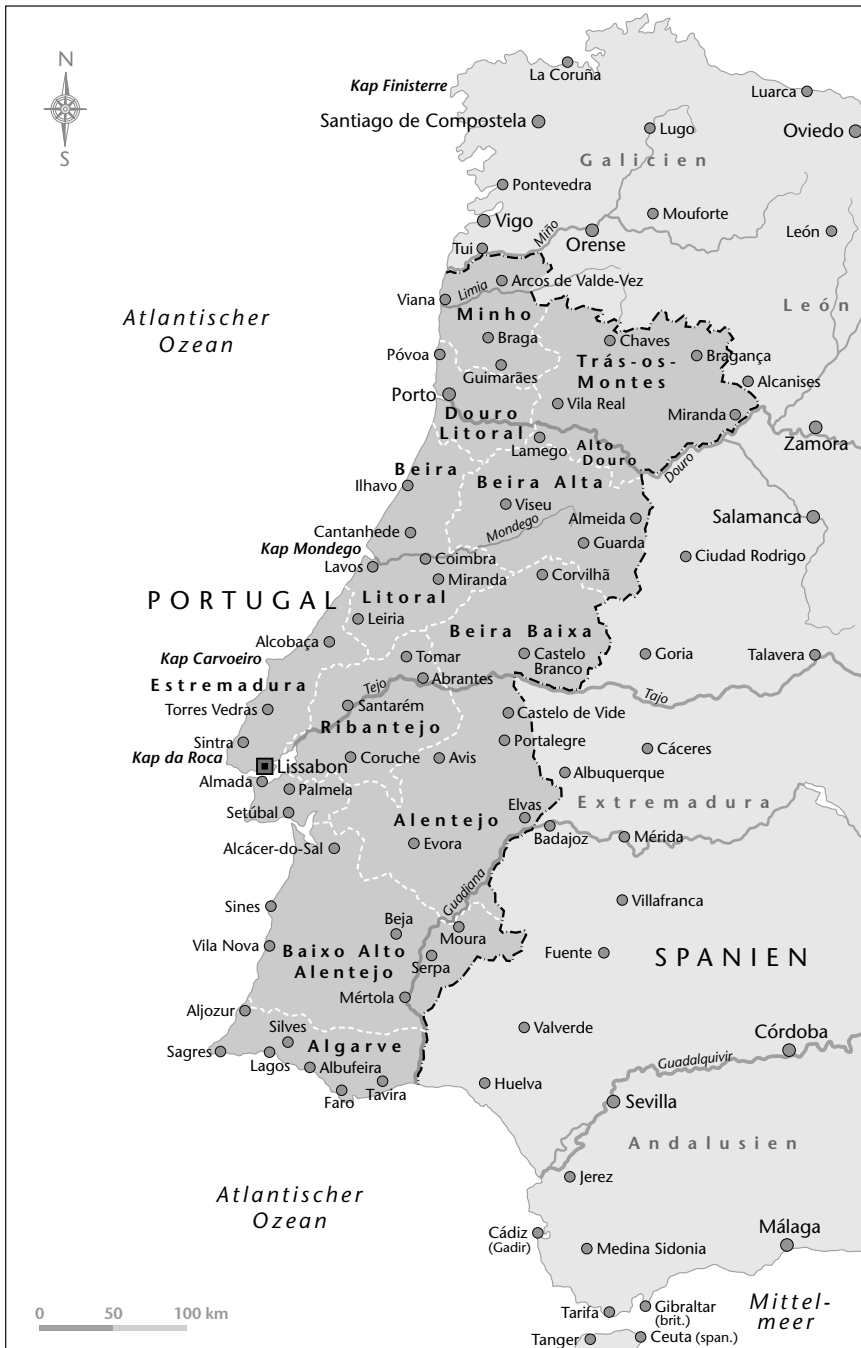 N
S
Kap Finisterre
La Coruña
Luarca
Santiago de Compostela
Lugo
Oviedo
Galicien
Pontevedra
Mouforte
Vigo
Miño
Orense
León
Tui
Arcos de Valde-Vez
Limia
Viana
León
Atlantischer
Ozean
Minho
Braga
Chaves
Bragança
Póvoa
Guimarães
Trás-os-
Montes
Alcanises
Porto
Vila Real
Miranda
Douro
Litoral
Lamego
Alto
Douro
Douro
Zamora
Beira
Beira Alta
Ilhavo
Viseu
Almeida
Salamanca
Cantanhede
Mondego
Kap Mondego
Guarda
Coimbra
Ciudad Rodrigo
Lavos
Miranda
Corvilhã
PORTUGAL
Litoral
Leiria
Beira Baixa
Alcobaça
Kap Carvoeiro
Tomar
Castelo
Branco
Goria
Talavera
Estremadura
Tejo
Abrantes
Tajo
Torres Vedras
Santarém
Castelo de Vide
Ribantejo
Sintra
Portalegre
Kap da Roca
Lissabon
Coruche
Avis
Cáceres
Almada
Palmela
Albuquerque
Extremadura
Setúbal
Alentejo
Elvas
Badajoz
Mérida
Alcácer-do-Sal
Evora
Guadiana
Sines
Villafranca
Beja
Moura
Vila Nova
Baixo Alto
Alentejo
Serpa
Fuente
SPANIEN
Mértola
Aljozur
Silves
Valverde
Córdoba
Algarve
Sagres
Lagos
Albufeira
Guadalquivir
Faro
Tavira
Huelva
Sevilla
Andalusien
Atlantischer
Ozean
Jerez
Cádiz
(Gadir)
Medina Sidonia
Málaga
0 50 100 km
Tarifa
Gibraltar
(brit.)
Mittel-
meer
Tanger
Ceuta (span.)